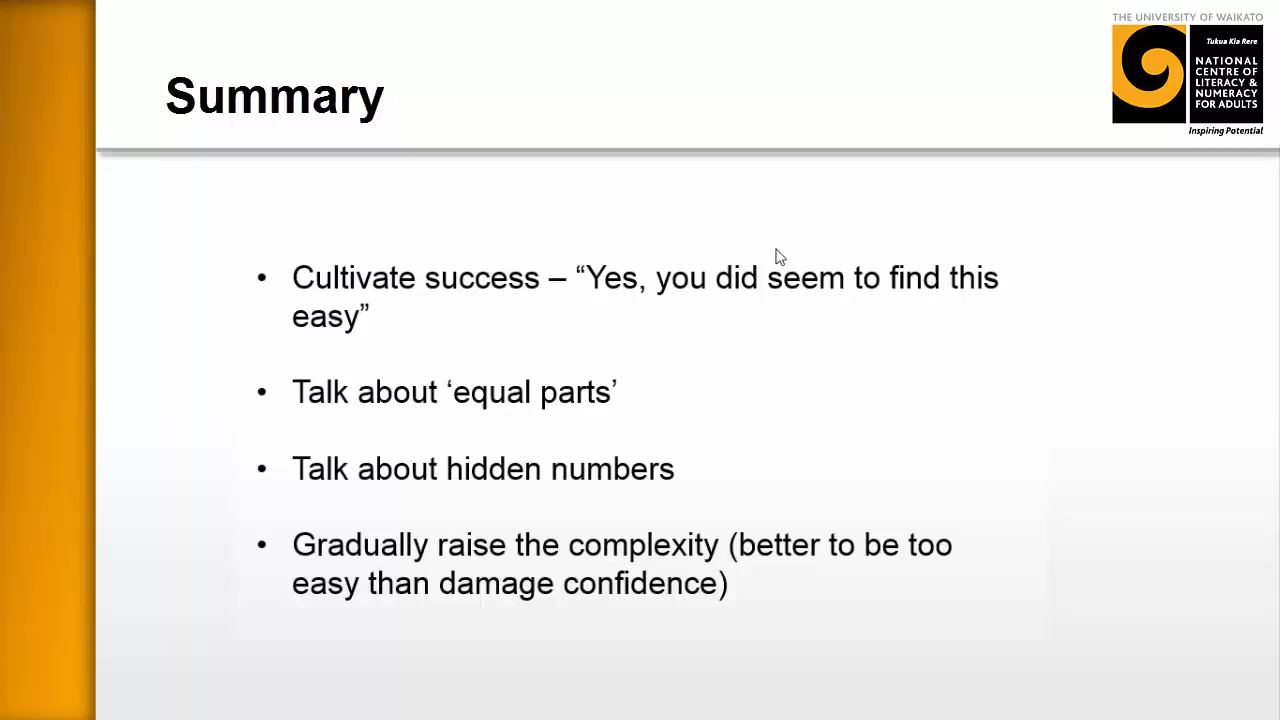 THE UNIVERSITY OF WAIKATO
Tukua Kia Rere
NATIONAL
CENTRE OF
LITERACY &
NUMERACY
FOR ADULTS
Inspiring Potential
Summary
• Cultivate success – “Yes, you did seem to find this
easy”
• Talk about ‘equal parts’
• Talk about hidden numbers
• Gradually raise the complexity (better to be too
easy than damage confidence)